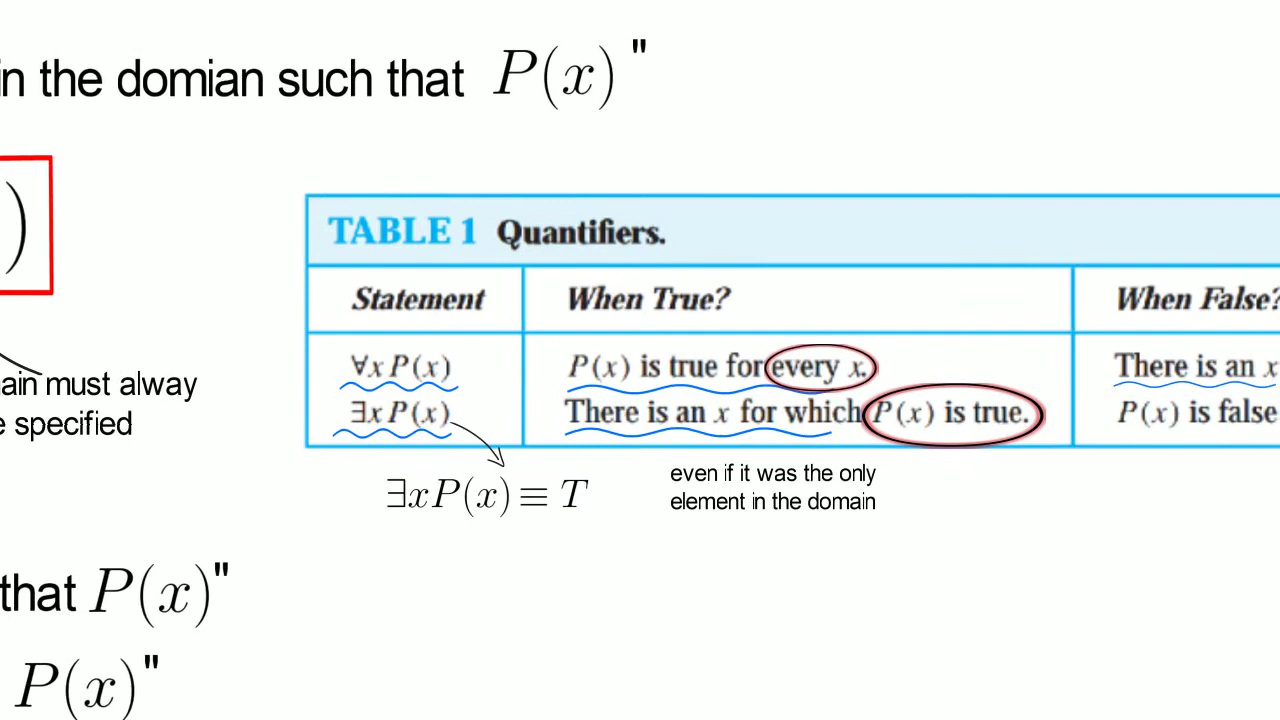 in the domian such that P(x) "
)
TABLE 1 Quantifiers.
Statement When True? When False?
∀x P(x) P(x) is true for every x. There is an x
∃x P(x) There is an x for which P(x) is true. P(x) is false
must alway
specified
∃xP(x) ≡ T
even if it was the only
element in the domain
that P(x)"
P(x)"